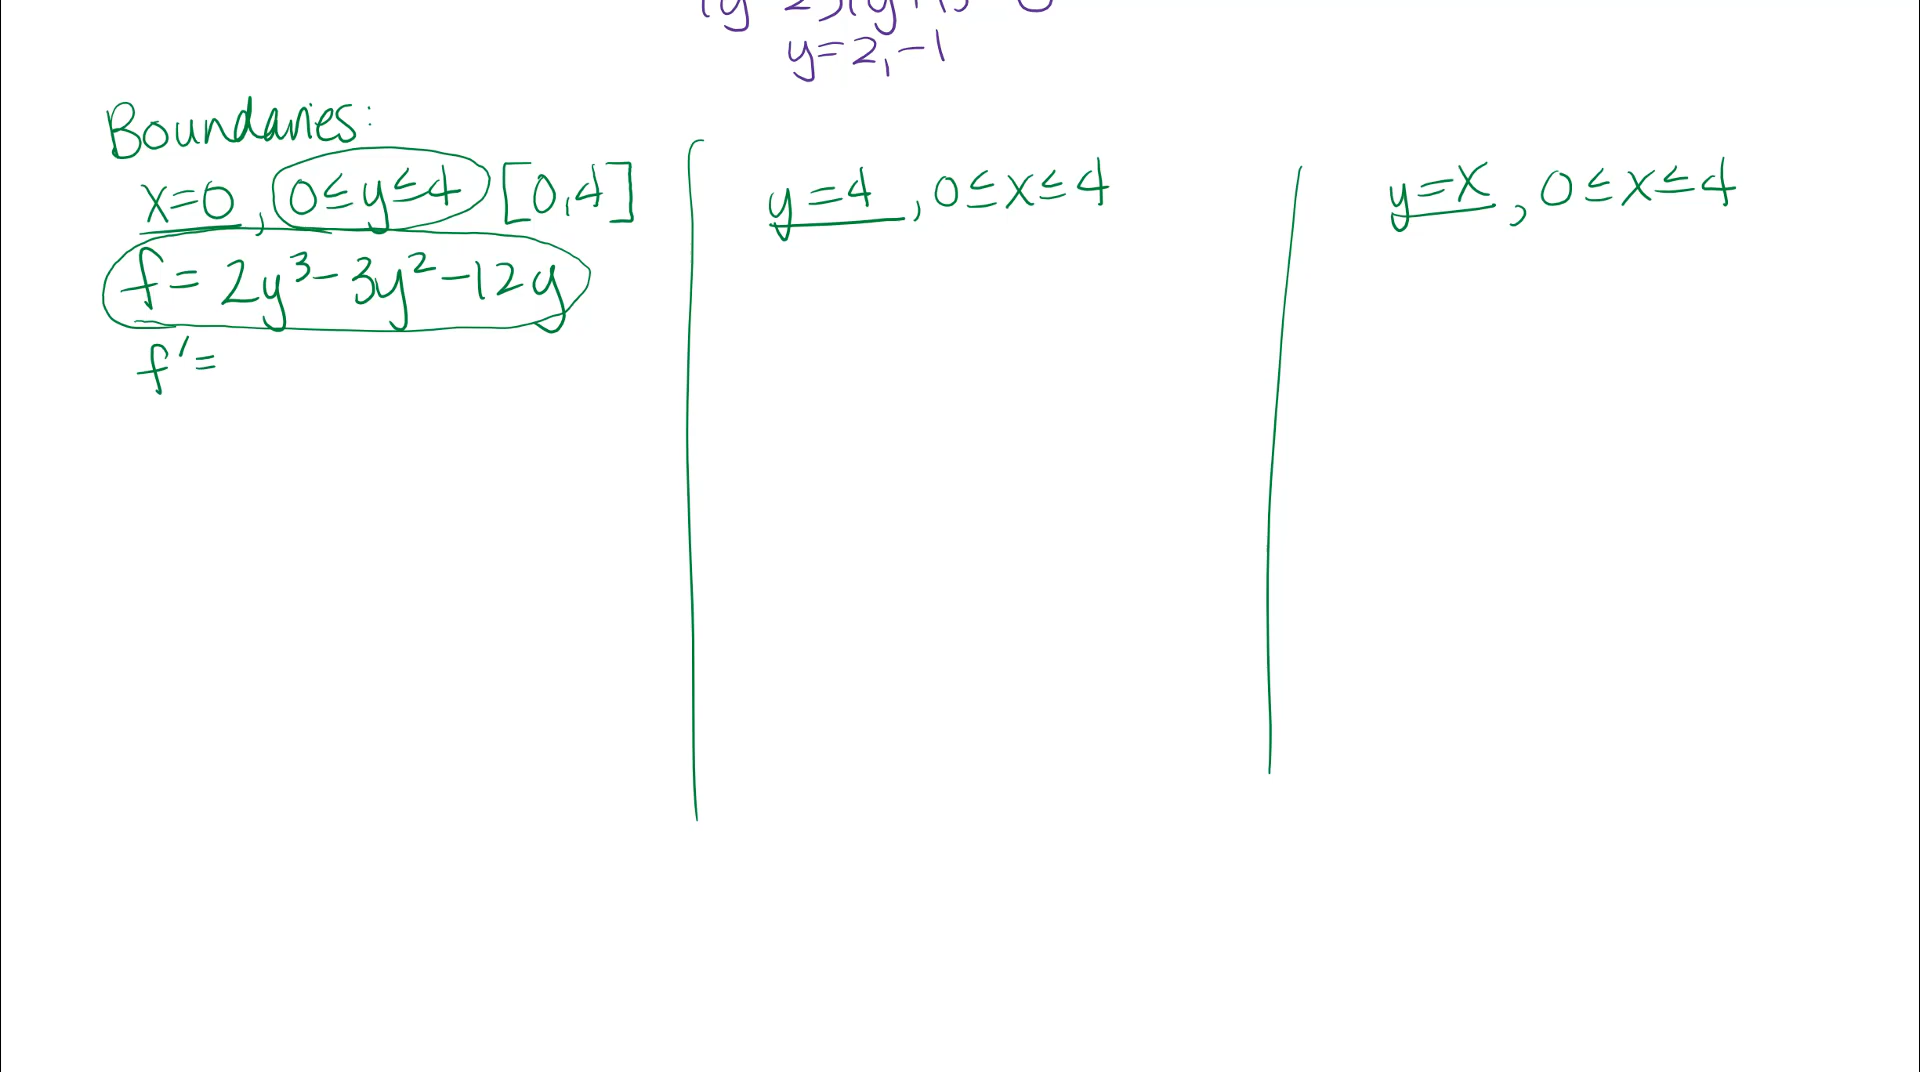 y=2,-1
Boundaries:
x=0, 0≤y≤4 [0,4]
f= 2y³-3y²-12y
f'=
y=4, 0≤x≤4
y=x, 0≤x≤4